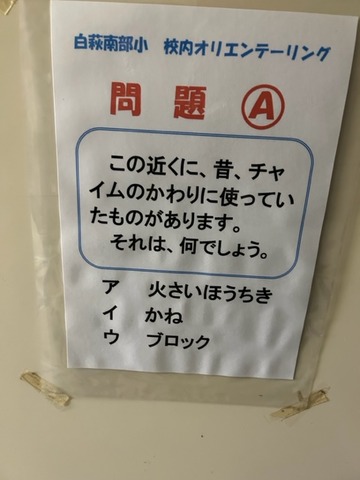 白萩南部小　校内オリエンテーリング
問題 Ⓐ
この近くに、昔、チャ
イムのかわりに使ってい
たものがあります。
それは、何でしょう。
ア　火さいほうちき
イ　かね
ウ　ブロック